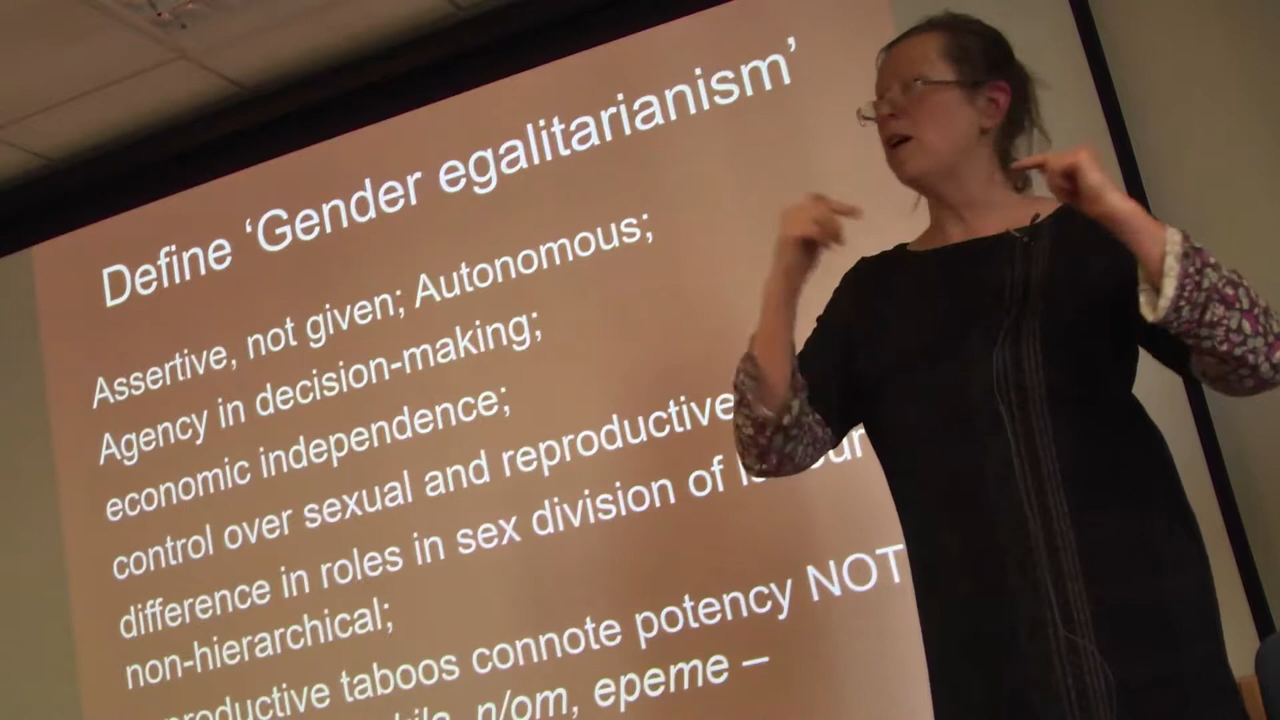 Define ‘Gender egalitarianism’
Assertive, not given; Autonomous;
Agency in decision-making;
economic independence;
control over sexual and reproductive
difference in roles in sex division of
non-hierarchical;
taboos connote potency NOT
n/om, epeme –